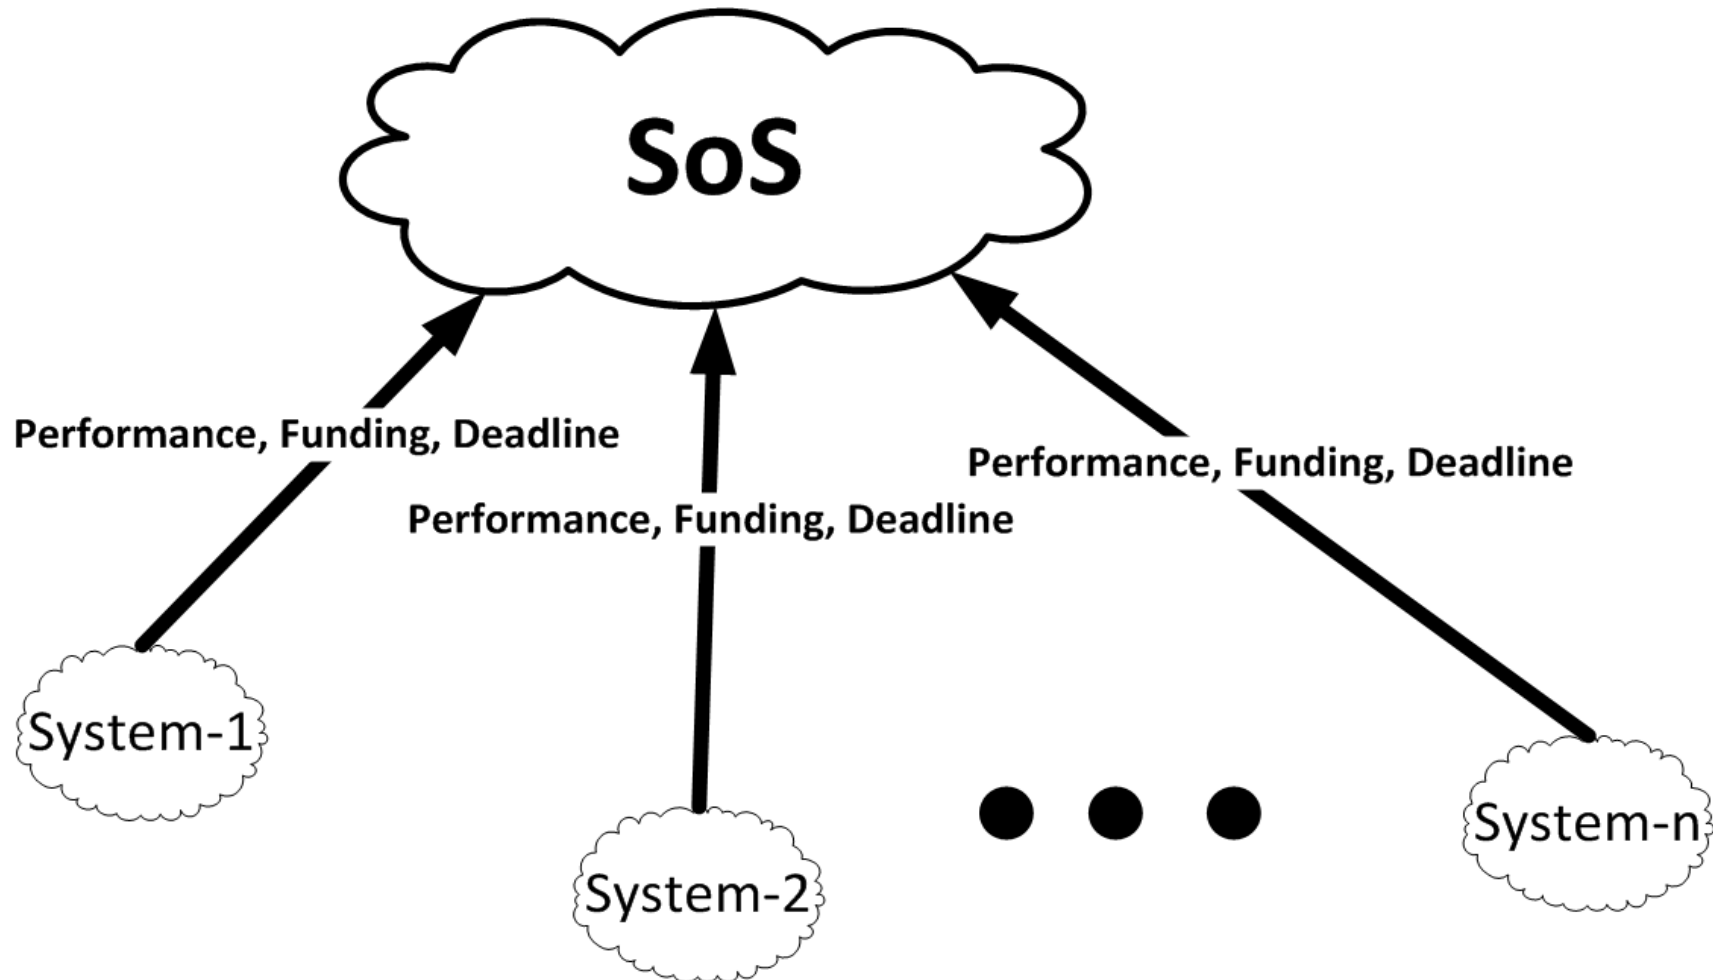 SoS
Performance, Funding, Deadline
Performance, Funding, Deadline
Performance, Funding, Deadline
System-1
System-2
System-n